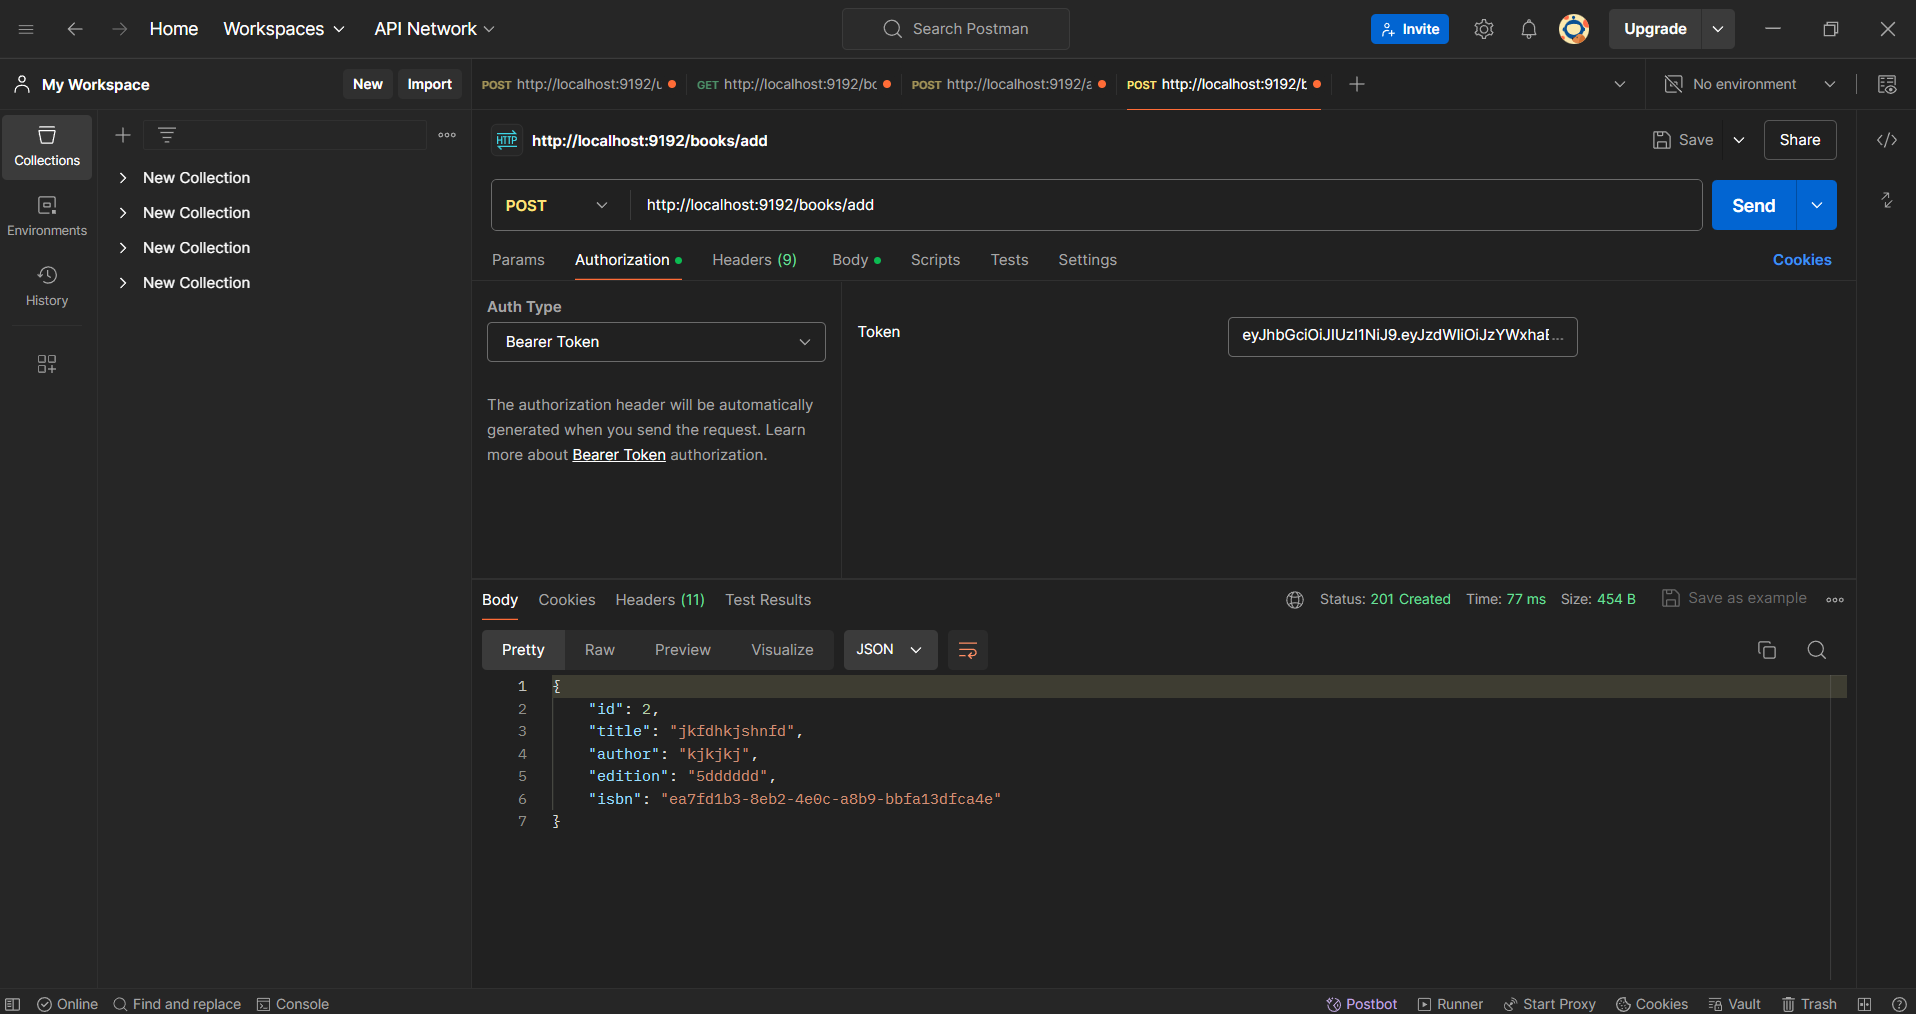 Home Workspaces API Network Search Postman Invite Upgrade
My Workspace New Import POST http://localhost:9192/u GET http://localhost:9192/bc POST http://localhost:9192/a POST http://localhost:9192/b No environment
Collections
Environments
History
New Collection
New Collection
New Collection
New Collection
HTTP http://localhost:9192/books/add Save Share
POST http://localhost:9192/books/add Send
Params Authorization Headers (9) Body Scripts Tests Settings Cookies
Auth Type
Bearer Token
The authorization header will be automatically
generated when you send the request. Learn
more about Bearer Token authorization.
Token eyJhbGciOiJIUzI1NiJ9.eyJzdWIiOiJzYWxhaE...
Body Cookies Headers (11) Test Results Status: 201 Created Time: 77 ms Size: 454 B Save as example
Pretty Raw Preview Visualize JSON
1 {
2 "id": 2,
3 "title": "jkfdhkjshnfd",
4 "author": "kjkjkj",
5 "edition": "5dddddd",
6 "isbn": "ea7fd1b3-8eb2-4e0c-a8b9-bbfa13dfca4e"
7 }
Online Find and replace Console Postbot Runner Start Proxy Cookies Vault Trash